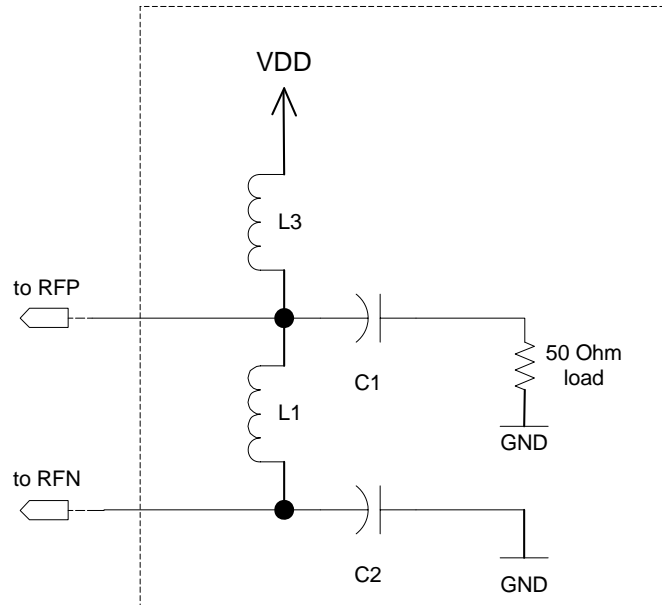 VDD
L3
to RFP
C1
50 Ohm
load
L1
GND
to RFN
C2
GND